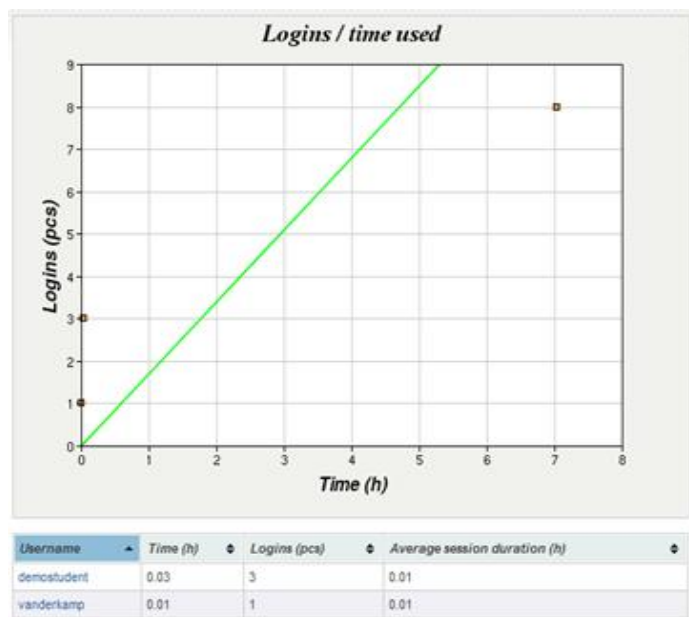 Logins / time used
9
8
7
6
5
4
3
2
1
0
Logins (pcs)
0 1 2 3 4 5 6 7 8
Time (h)
Username Time (h) Logins (pcs) Average session duration (h)
demostudent 0.03 3 0.01
vanderkamp 0.01 1 0.01